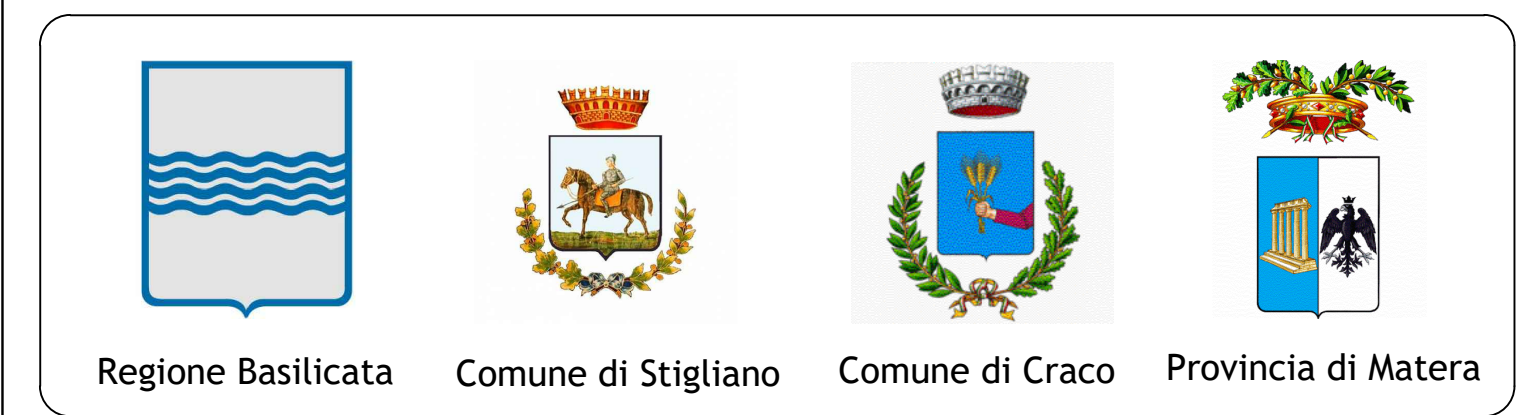 Regione Basilicata
Comune di Stigliano
Comune di Craco
Provincia di Matera